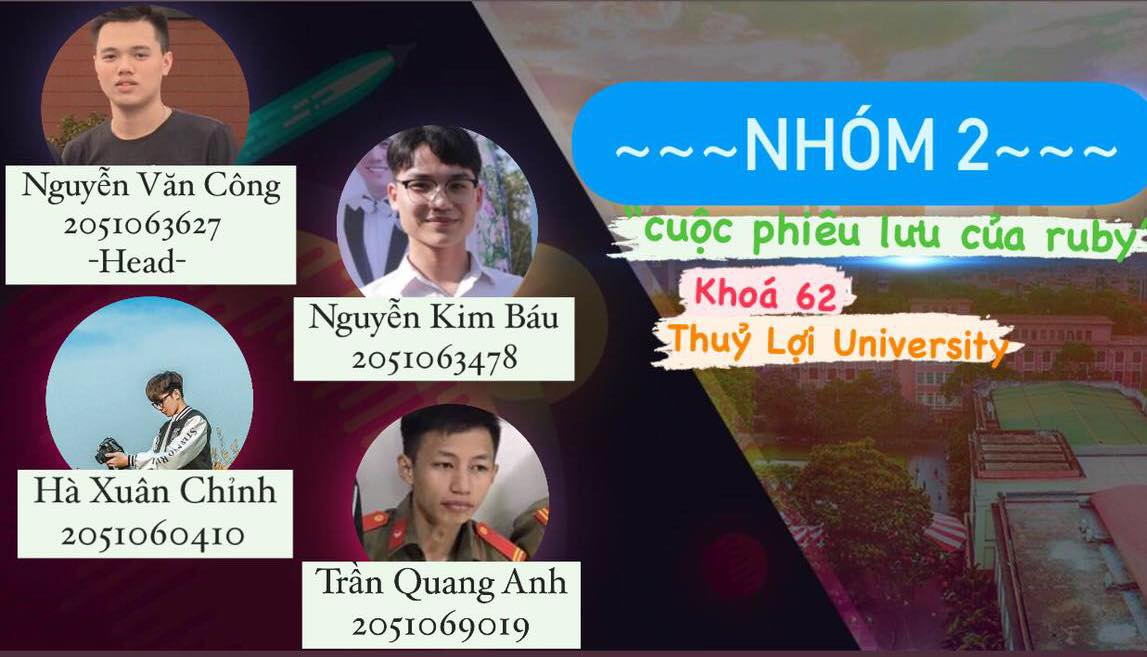 Nguyễn Văn Công
2051063627
-Head-
Nguyễn Kim Báu
2051063478
Hà Xuân Chỉnh
2051060410
Trần Quang Anh
2051069019
~~~NHÓM 2~~~
"cuộc phiêu lưu của ruby"
Khoá 62
Thuỷ Lợi University